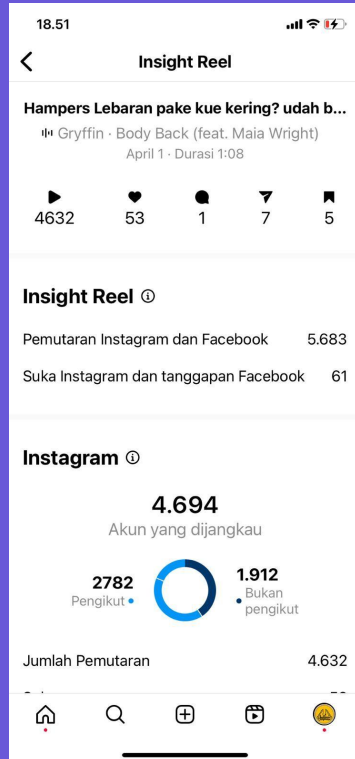 18.51
Insight Reel
Hampers Lebaran pake kue kering? udah b...
Gryffin · Body Back (feat. Maia Wright)
April 1 · Durasi 1:08
4632 53 1 7 5
Insight Reel
Pemutaran Instagram dan Facebook 5.683
Suka Instagram dan tanggapan Facebook 61
Instagram
4.694
Akun yang dijangkau
2782
Pengikut
1.912
Bukan
pengikut
Jumlah Pemutaran 4.632